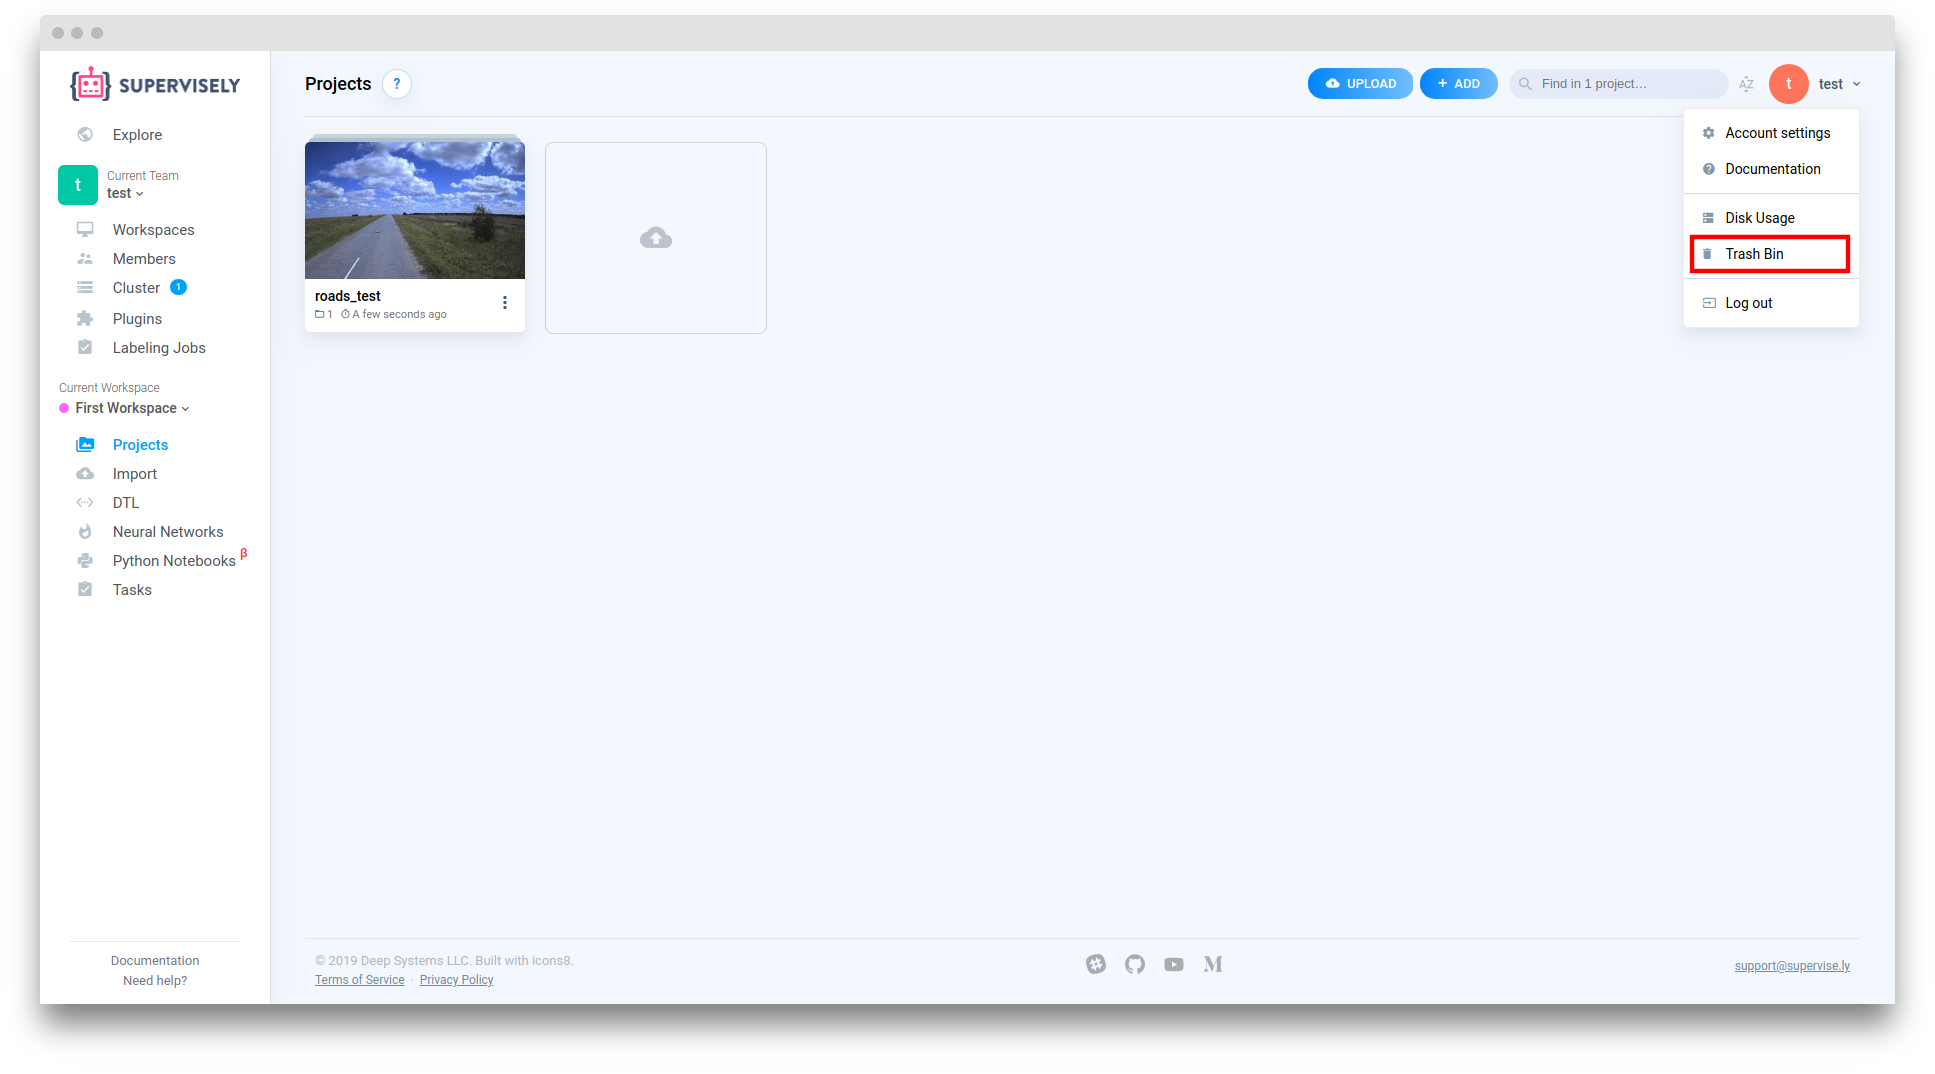 SUPERVISELY
Explore
t
Current Team
test
Workspaces
Members
Cluster 1
Plugins
Labeling Jobs
Current Workspace
First Workspace
Projects
Import
DTL
Neural Networks
Python Notebooks β
Tasks
Documentation
Need help?
Projects ?
UPLOAD
+ ADD
Find in 1 project...
AZ
t
test
Account settings
Documentation
Disk Usage
Trash Bin
Log out
roads_test
1 A few seconds ago
© 2019 Deep Systems LLC. Built with icons8.
Terms of Service · Privacy Policy
support@supervise.ly